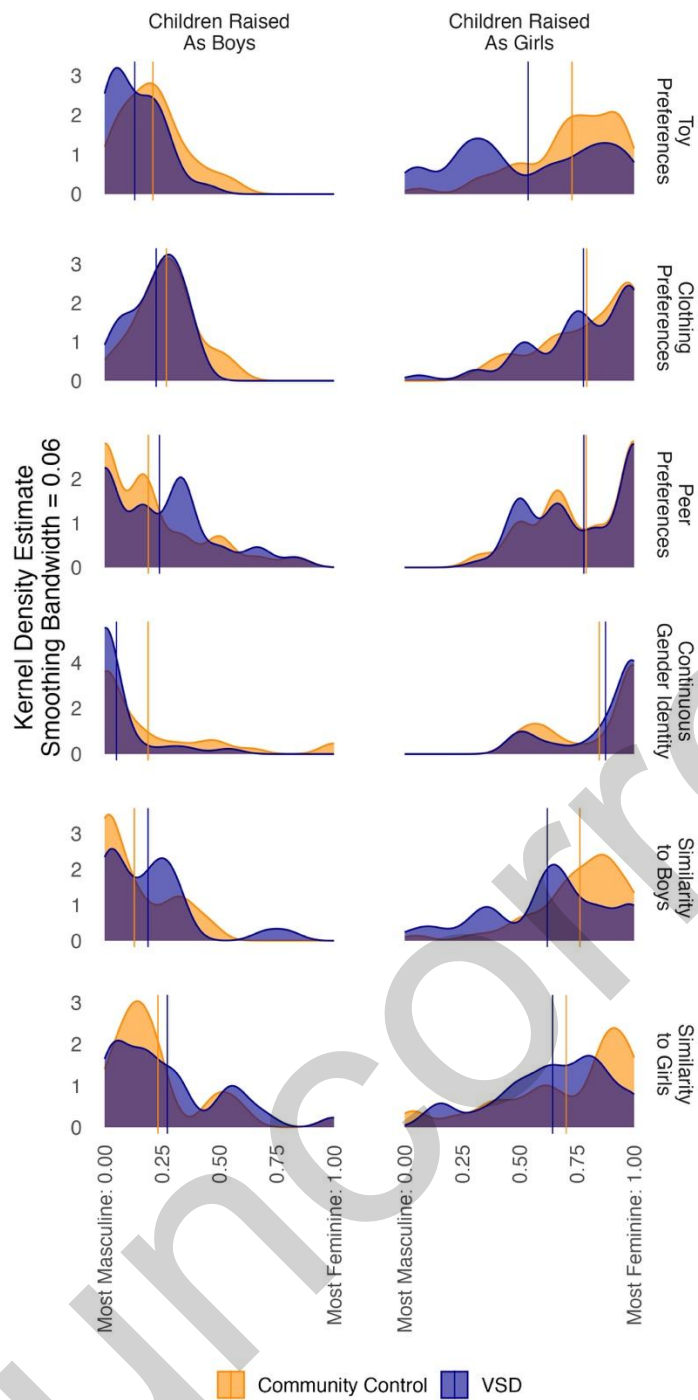 Children Raised
As Boys
Children Raised
As Girls
3
2
1
0
Toy
Preferences
3
2
1
0
Clothing
Preferences
2
1
0
Peer
Preferences
Kernel Density Estimate
Smoothing Bandwidth = 0.06
4
2
0
Continuous
Gender Identity
3
2
1
0
Similarity
to Boys
3
2
1
0
Similarity
to Girls
Most Masculine: 0.00
0.25
0.50
0.75
Most Feminine: 1.00
Most Masculine: 0.00
0.25
0.50
0.75
Most Feminine: 1.00
Community Control
VSD
uncorre